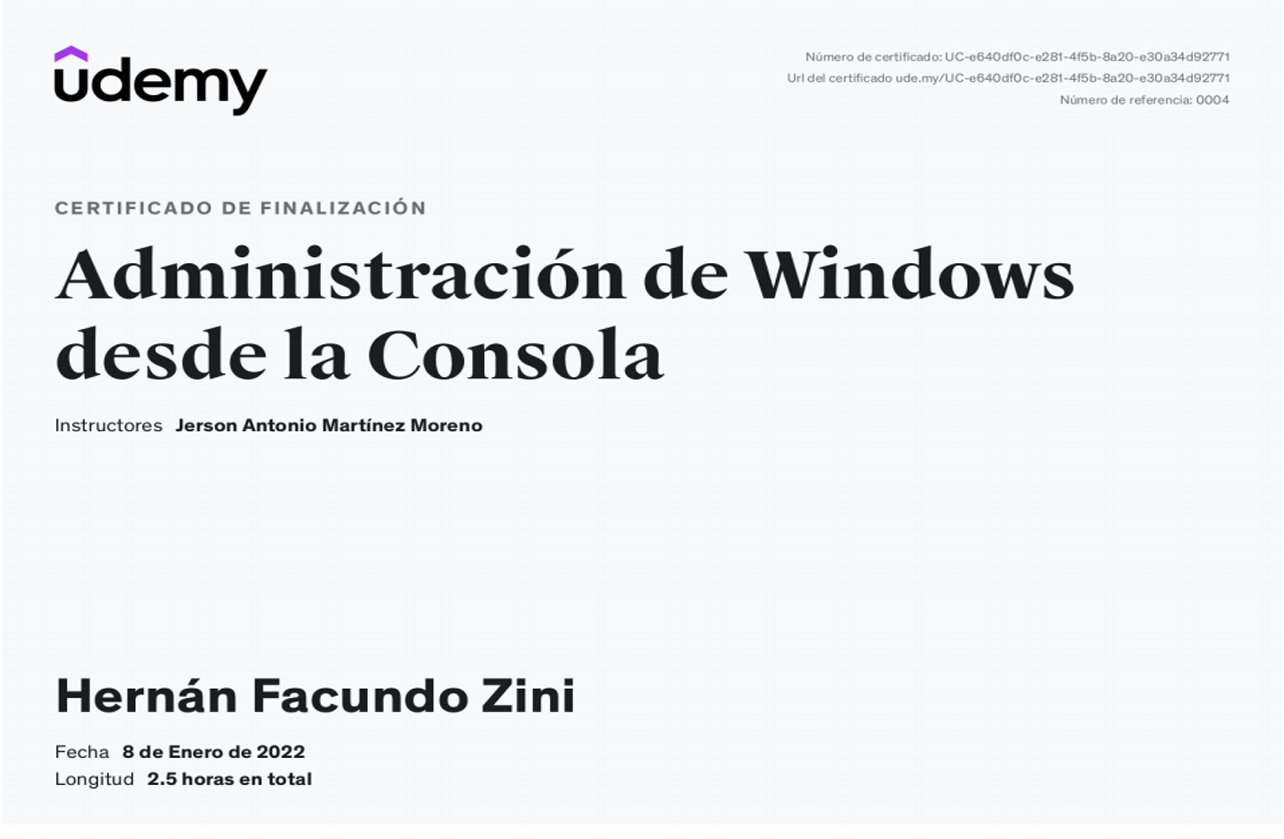 udemy
Número de certificado: UC-e640df0c-e281-4f5b-8a20-e30a34d92771
Url del certificado ude.my/UC-e640df0c-e281-4f5b-8a20-e30a34d92771
Número de referencia: 0004
CERTIFICADO DE FINALIZACIÓN
Administración de Windows
desde la Consola
Instructores Jerson Antonio Martínez Moreno
Hernán Facundo Zini
Fecha 8 de Enero de 2022
Longitud 2.5 horas en total